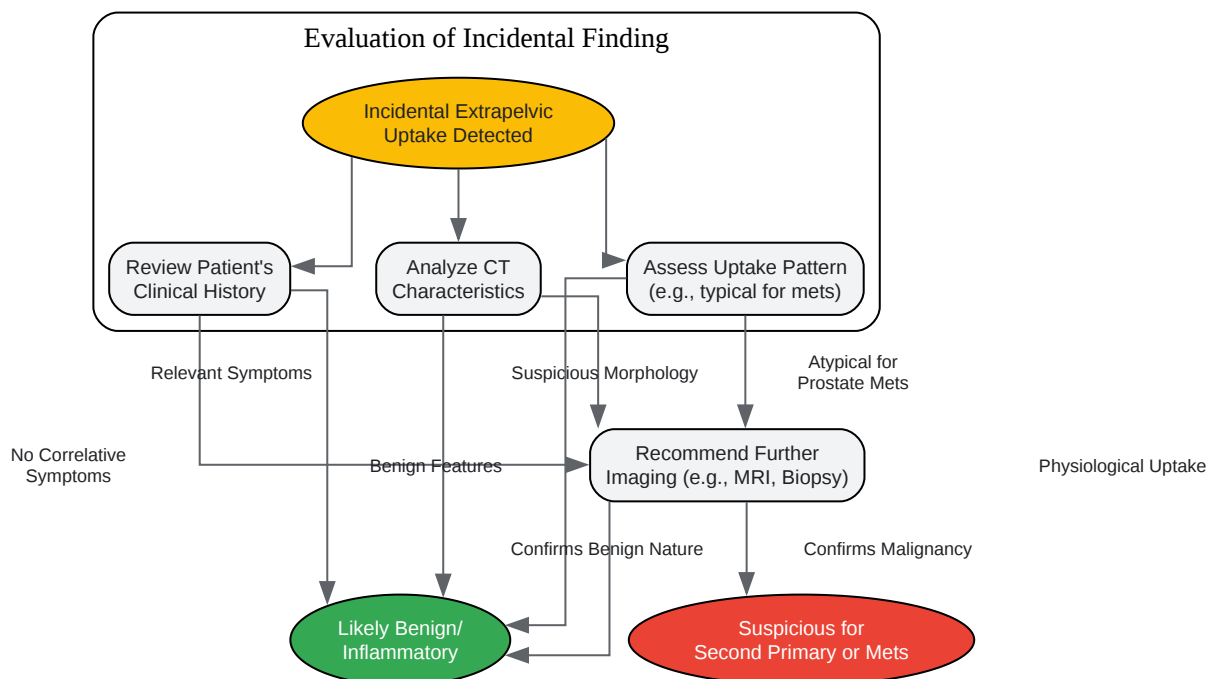 Evaluation of Incidental Finding
Incidental Extrapelvic
Uptake Detected
Review Patient's
Clinical History
Analyze CT
Characteristics
Assess Uptake Pattern
(e.g., typical for mets)
Relevant Symptoms
Suspicious Morphology
Atypical for
Prostate Mets
No Correlative
Symptoms
Benign Features
Recommend Further
Imaging (e.g., MRI, Biopsy)
Physiological Uptake
Confirms Benign Nature
Confirms Malignancy
Likely Benign/
Inflammatory
Suspicious for
Second Primary or Mets